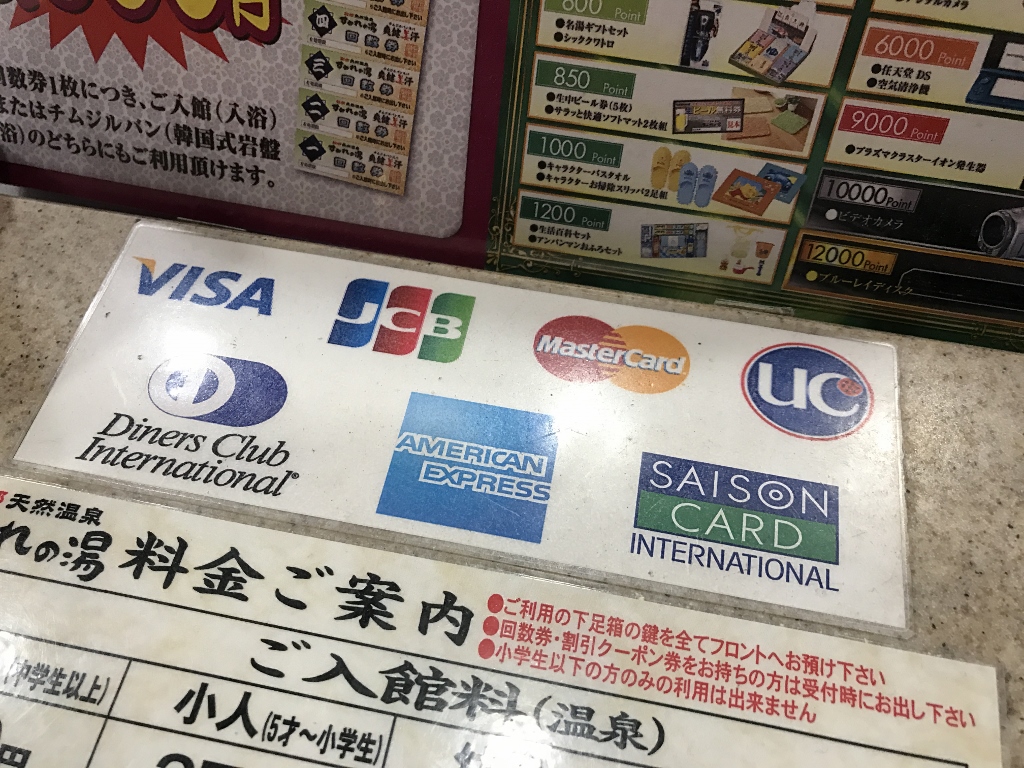 四
三
二
一
回数券1枚につき、ご入館(入浴)
またはチムジルバン(韓国式岩盤
浴)のどちらにもご利用頂けます。
600 Point
●名湯ギフトセット
●シッククワトロ
850 Point
●生中ビール券(5枚)
●サラッと快適ソフトマット2枚組
1000 Point
●キャラクターバスタオル
●キャラクターお掃除スリッパ2足組
1200 Point
●生活百科セット
●アンパンマンおふろセット
6000 Point
●任天堂 DS
●空気清浄機
9000 Point
●プラズマクラスターイオン発生器
10000 Point
●ビデオカメラ
12000 Point
●ブルーレイディスク
VISA
JCB
MasterCard
UC
Diners Club
International®
AMERICAN
EXPRESS
SAISON
CARD
INTERNATIONAL
天然温泉
れの湯 料金ご案内
●ご利用の下足箱の鍵を全てフロントへお預け下さい
●回数券・割引クーポン券をお持ちの方は受付時にお出し下さい
●小学生以下の方のみの利用は出来ません
ご入館料(温泉)
(中学生以上)
小人(5才~小学生)
円